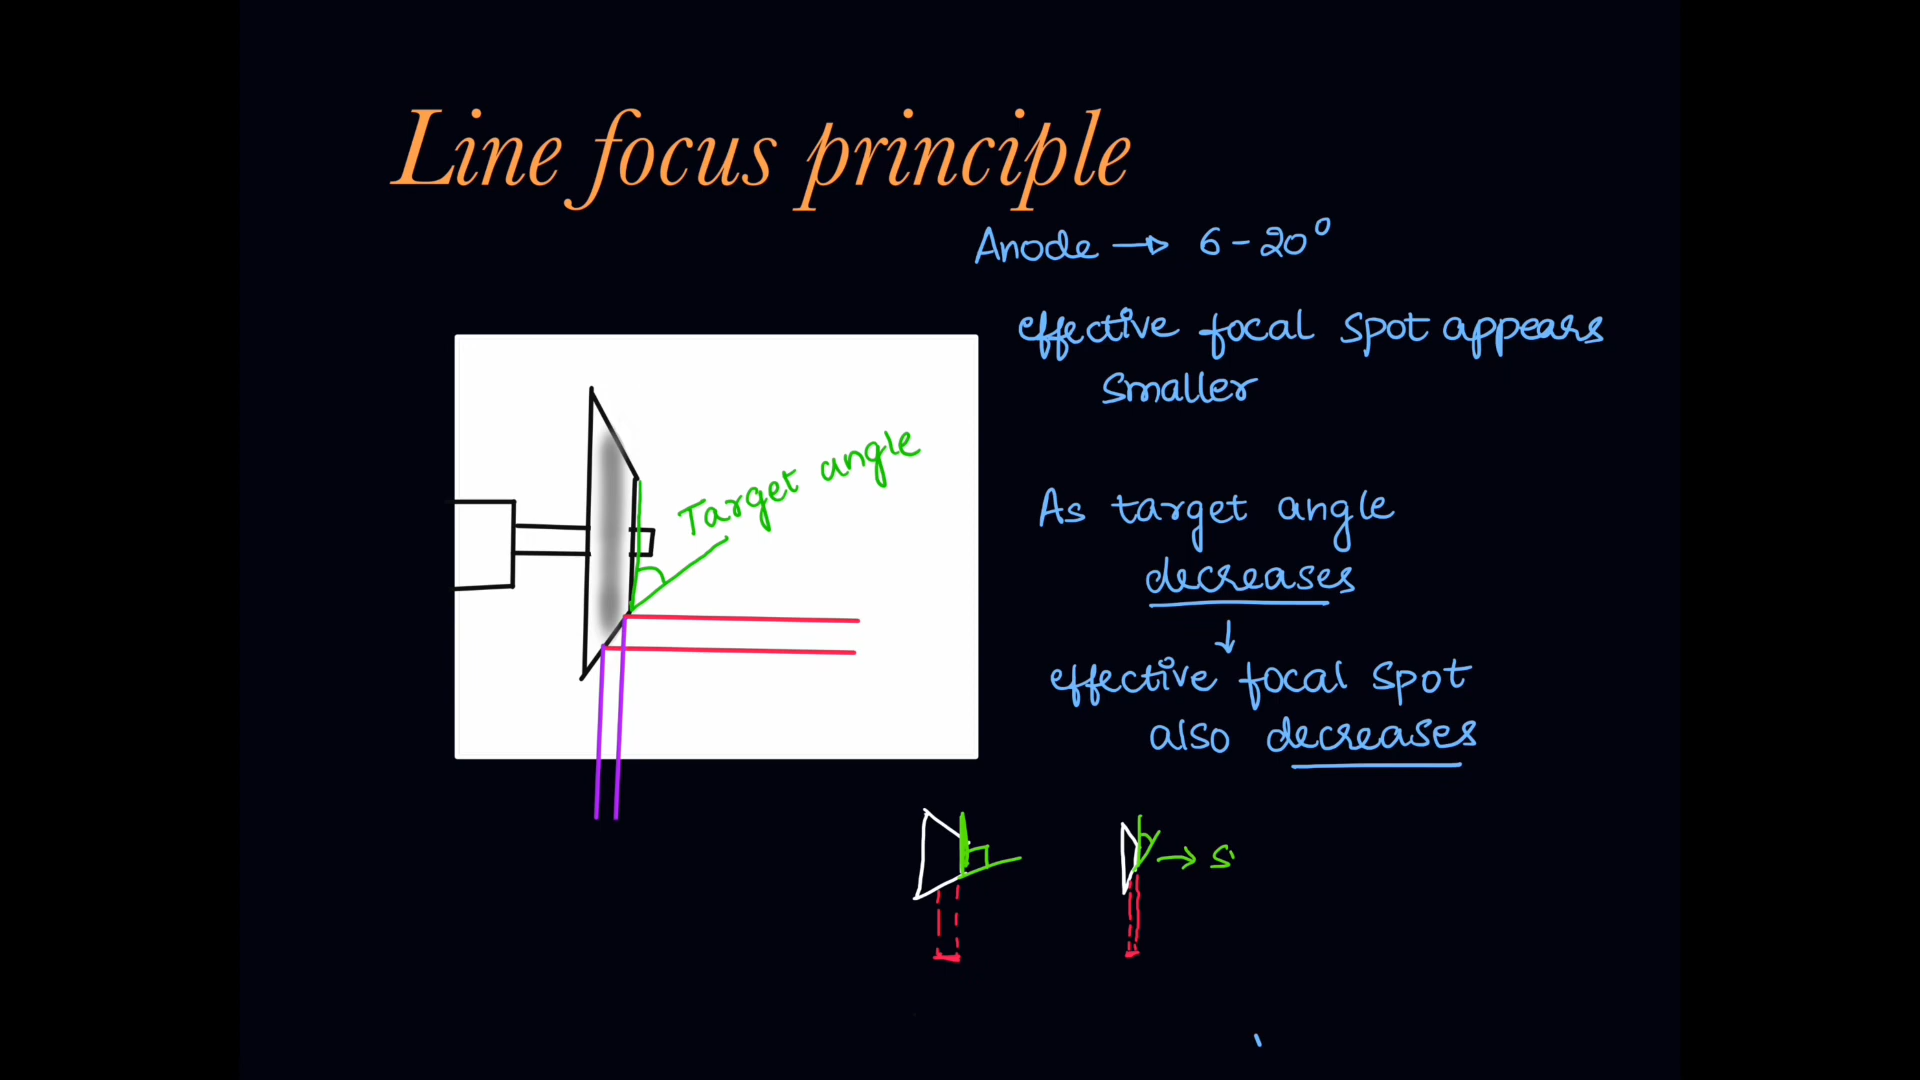 Line focus principle
Anode → 6-20°
effective focal spot appears
smaller
Target angle
As target angle
decreases
↓
effective focal spot
also decreases
→ s